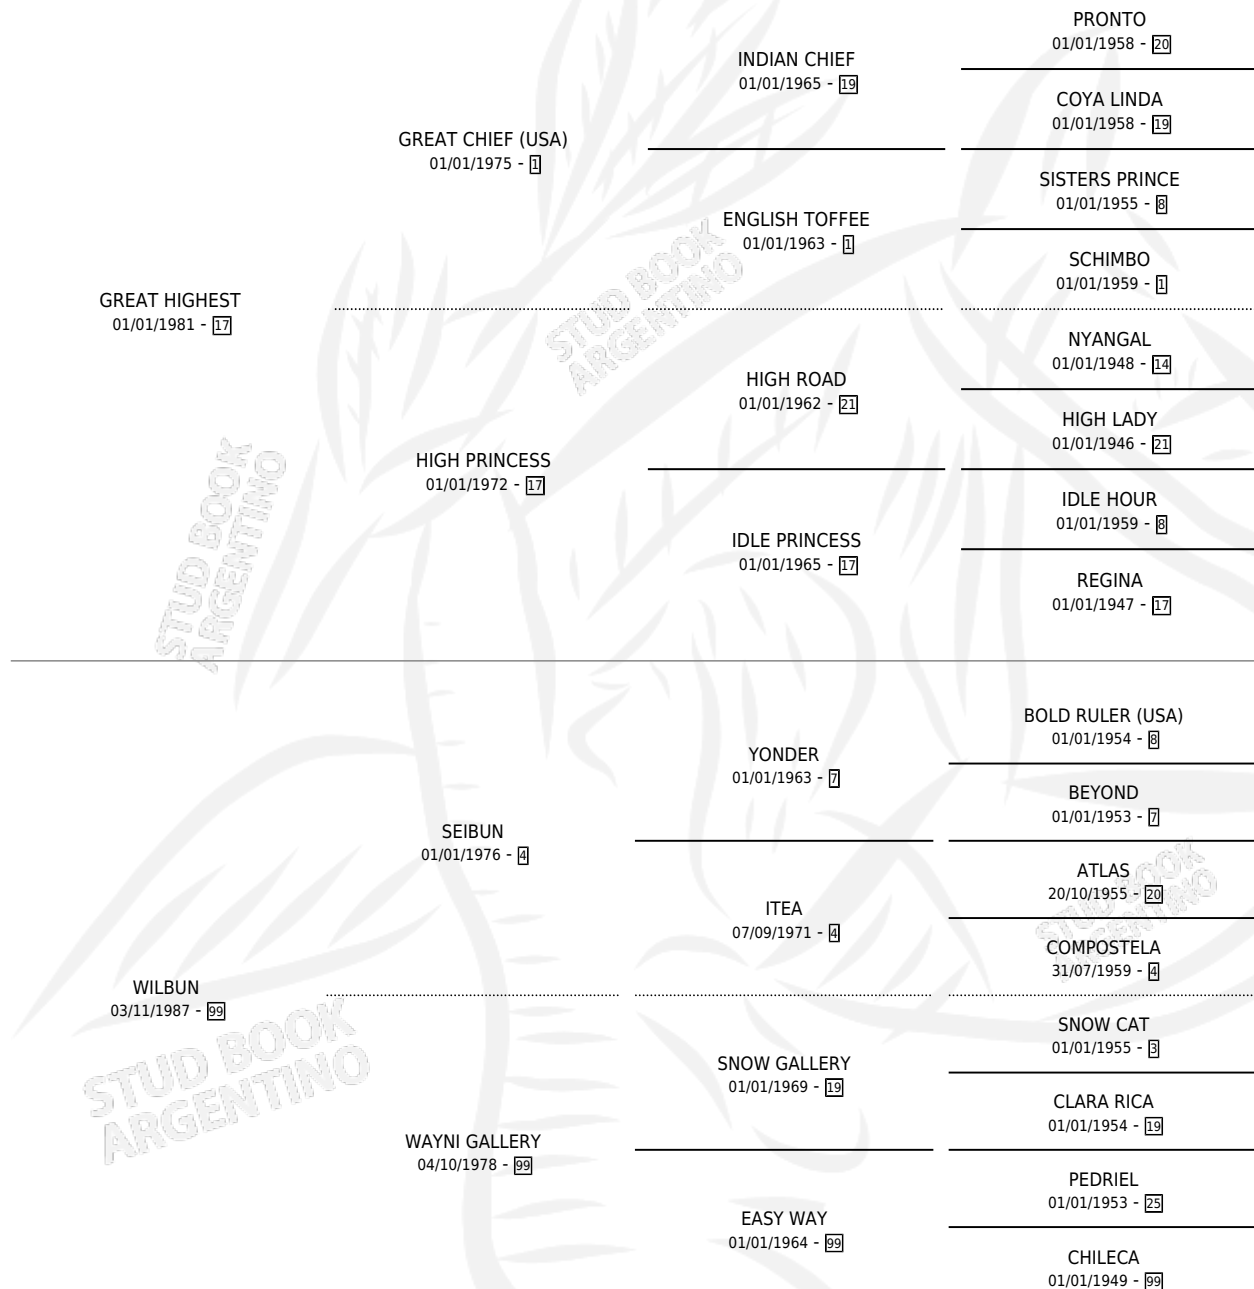 PRONTO
01/01/1958 - 20
INDIAN CHIEF
01/01/1965 - 19
COYA LINDA
01/01/1958 - 19
GREAT CHIEF (USA)
01/01/1975 - 1
SISTERS PRINCE
01/01/1955 - 8
ENGLISH TOFFEE
01/01/1963 - 1
SCHIMBO
01/01/1959 - 1
GREAT HIGHEST
01/01/1981 - 17
NYANGAL
01/01/1948 - 14
HIGH ROAD
01/01/1962 - 21
HIGH LADY
01/01/1946 - 21
HIGH PRINCESS
01/01/1972 - 17
IDLE HOUR
01/01/1959 - 8
IDLE PRINCESS
01/01/1965 - 17
REGINA
01/01/1947 - 17
BOLD RULER (USA)
01/01/1954 - 8
YONDER
01/01/1963 - 7
BEYOND
01/01/1953 - 7
SEIBUN
01/01/1976 - 4
ATLAS
20/10/1955 - 20
ITEA
07/09/1971 - 4
COMPOSTELA
31/07/1959 - 4
WILBUN
03/11/1987 - 99
SNOW CAT
01/01/1955 - 3
SNOW GALLERY
01/01/1969 - 19
CLARA RICA
01/01/1954 - 19
WAYNI GALLERY
04/10/1978 - 99
PEDRIEL
01/01/1953 - 25
EASY WAY
01/01/1964 - 99
CHILECA
01/01/1949 - 99
STUD BOOK
ARGENTINO
STUD BOOK
ARGENTINO
STUD BOOK
ARGENTINO
STUD BOOK
ARGENTINO